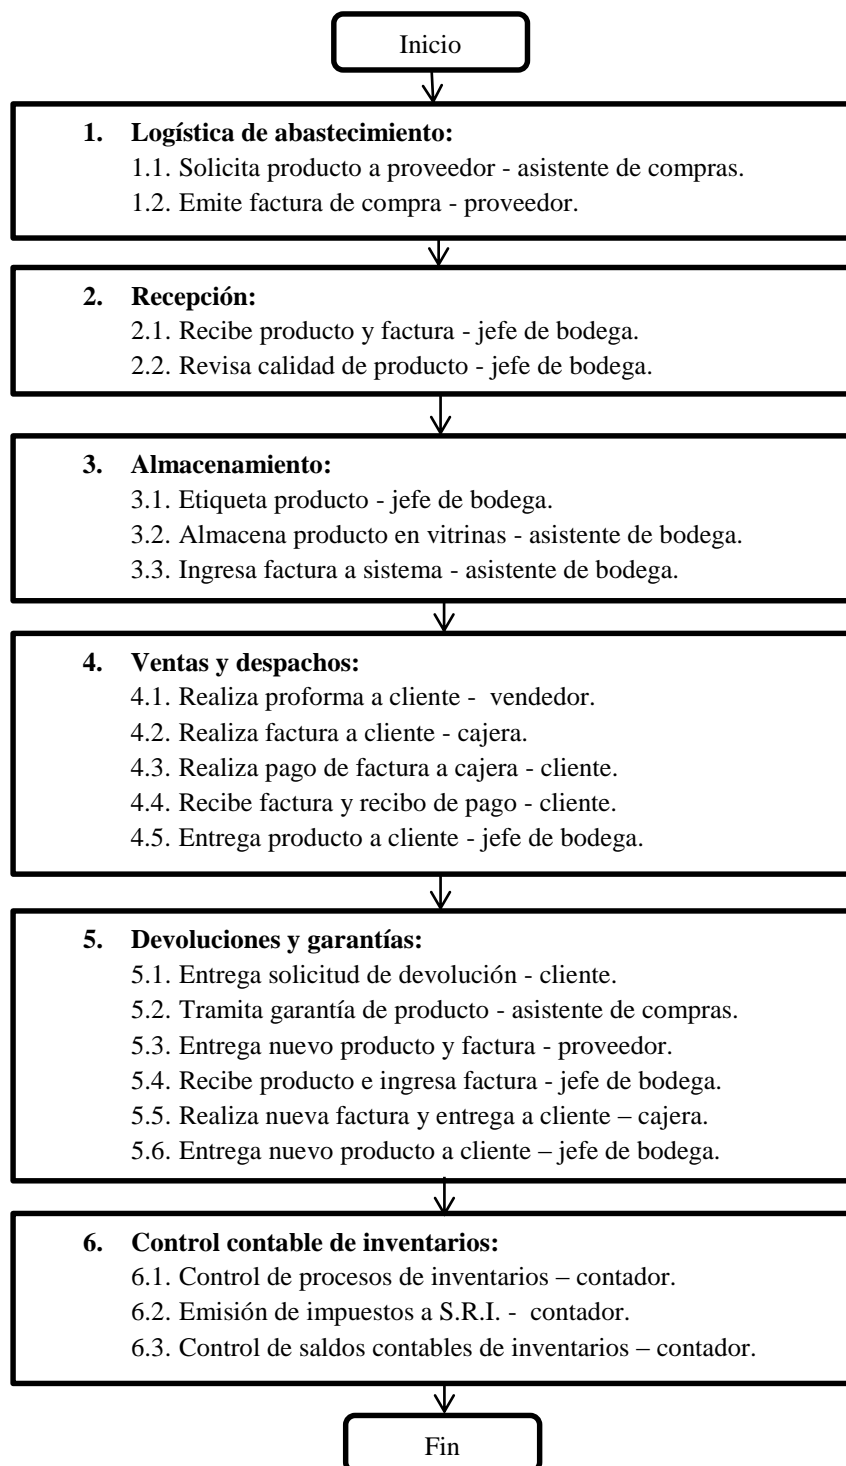 Inicio
1. Logística de abastecimiento:
1.1. Solicita producto a proveedor - asistente de compras.
1.2. Emite factura de compra - proveedor.
2. Recepción:
2.1. Recibe producto y factura - jefe de bodega.
2.2. Revisa calidad de producto - jefe de bodega.
3. Almacenamiento:
3.1. Etiqueta producto - jefe de bodega.
3.2. Almacena producto en vitrinas - asistente de bodega.
3.3. Ingresa factura a sistema - asistente de bodega.
4. Ventas y despachos:
4.1. Realiza proforma a cliente - vendedor.
4.2. Realiza factura a cliente - cajera.
4.3. Realiza pago de factura a cajera - cliente.
4.4. Recibe factura y recibo de pago - cliente.
4.5. Entrega producto a cliente - jefe de bodega.
5. Devoluciones y garantías:
5.1. Entrega solicitud de devolución - cliente.
5.2. Tramita garantía de producto - asistente de compras.
5.3. Entrega nuevo producto y factura - proveedor.
5.4. Recibe producto e ingresa factura - jefe de bodega.
5.5. Realiza nueva factura y entrega a cliente – cajera.
5.6. Entrega nuevo producto a cliente – jefe de bodega.
6. Control contable de inventarios:
6.1. Control de procesos de inventarios – contador.
6.2. Emisión de impuestos a S.R.I. - contador.
6.3. Control de saldos contables de inventarios – contador.
Fin